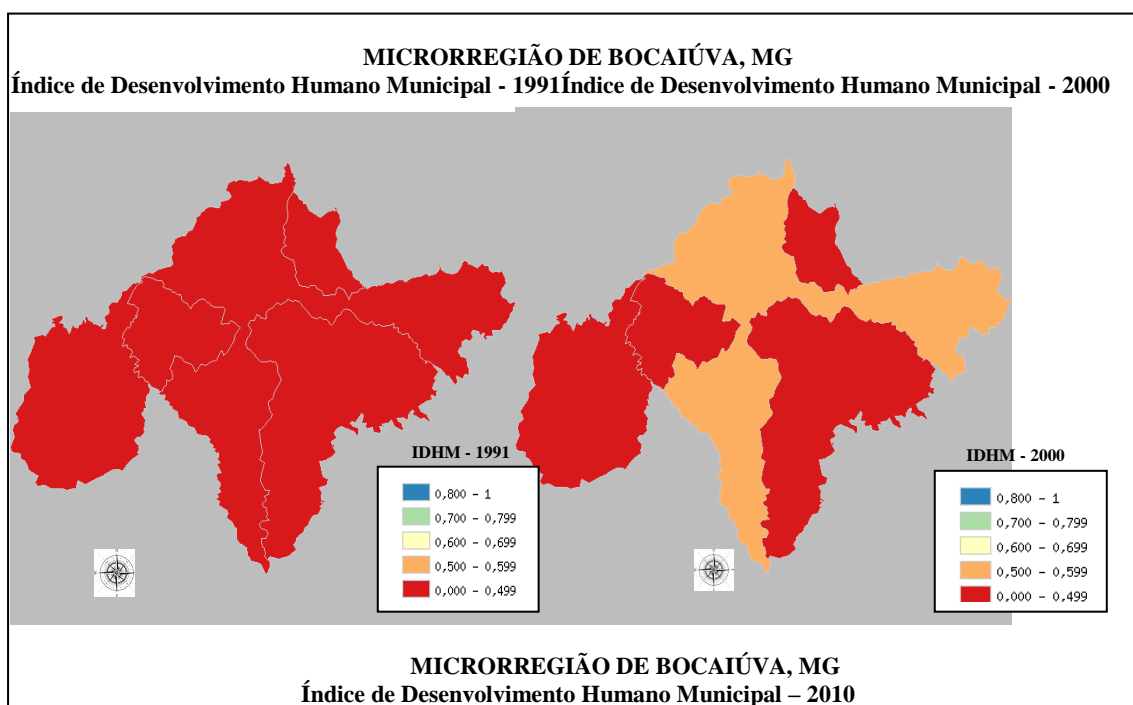 MICRORREGIÃO DE BOCAIÚVA, MG
Índice de Desenvolvimento Humano Municipal - 1991Índice de Desenvolvimento Humano Municipal - 2000
IDHM - 1991
0,800 - 1
0,700 - 0,799
0,600 - 0,699
0,500 - 0,599
0,000 - 0,499
IDHM - 2000
0,800 - 1
0,700 - 0,799
0,600 - 0,699
0,500 - 0,599
0,000 - 0,499
MICRORREGIÃO DE BOCAIÚVA, MG
Índice de Desenvolvimento Humano Municipal – 2010